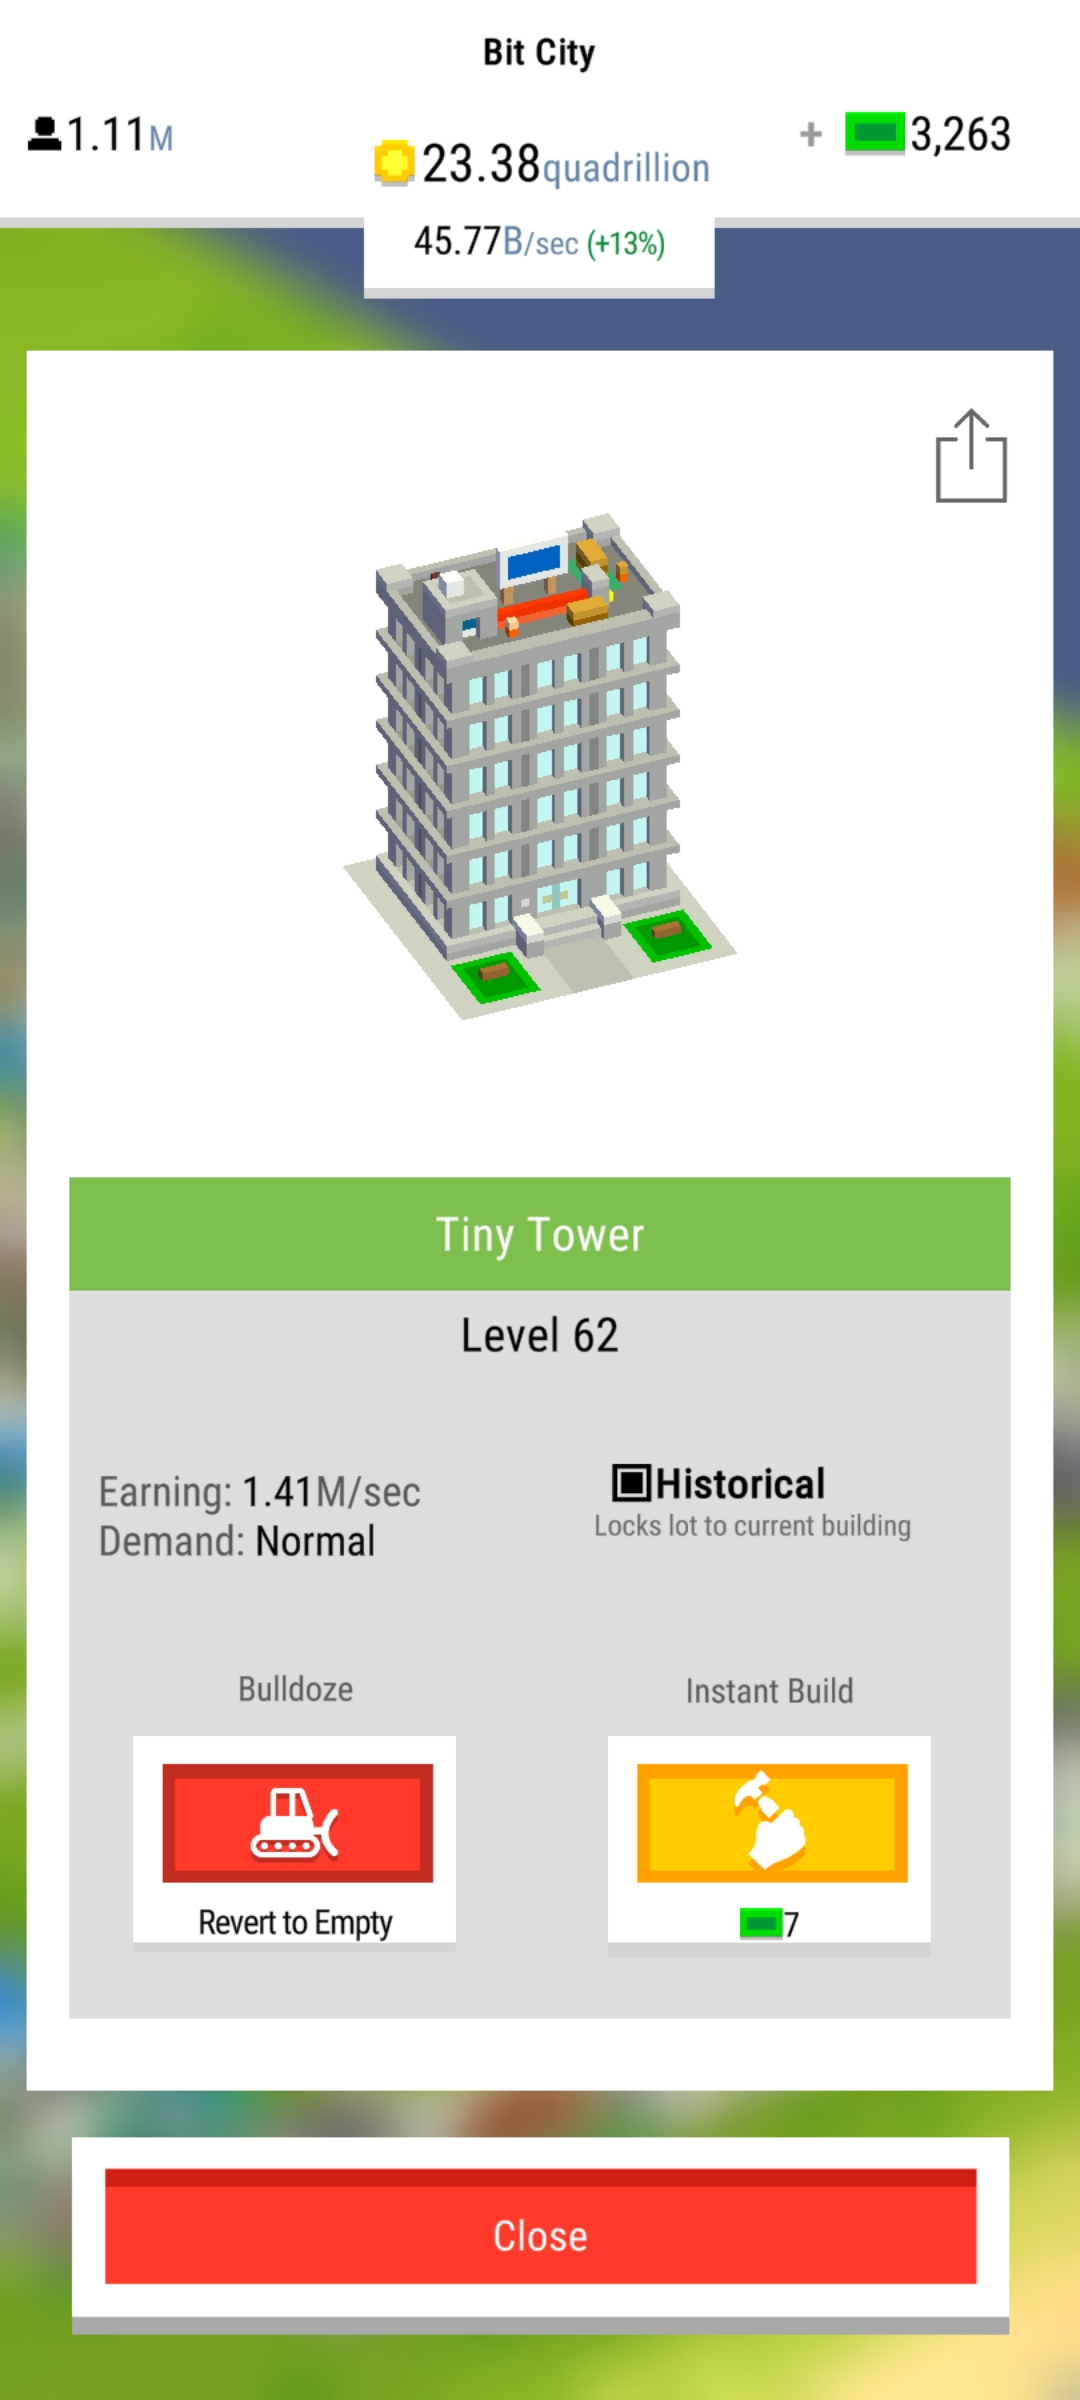 Bit City
1.11M
23.38quadrillion
+ 3,263
45.77B/sec (+13%)
Tiny Tower
Level 62
Earning: 1.41M/sec
Demand: Normal
Historical
Locks lot to current building
Bulldoze
Instant Build
Revert to Empty
7
Close